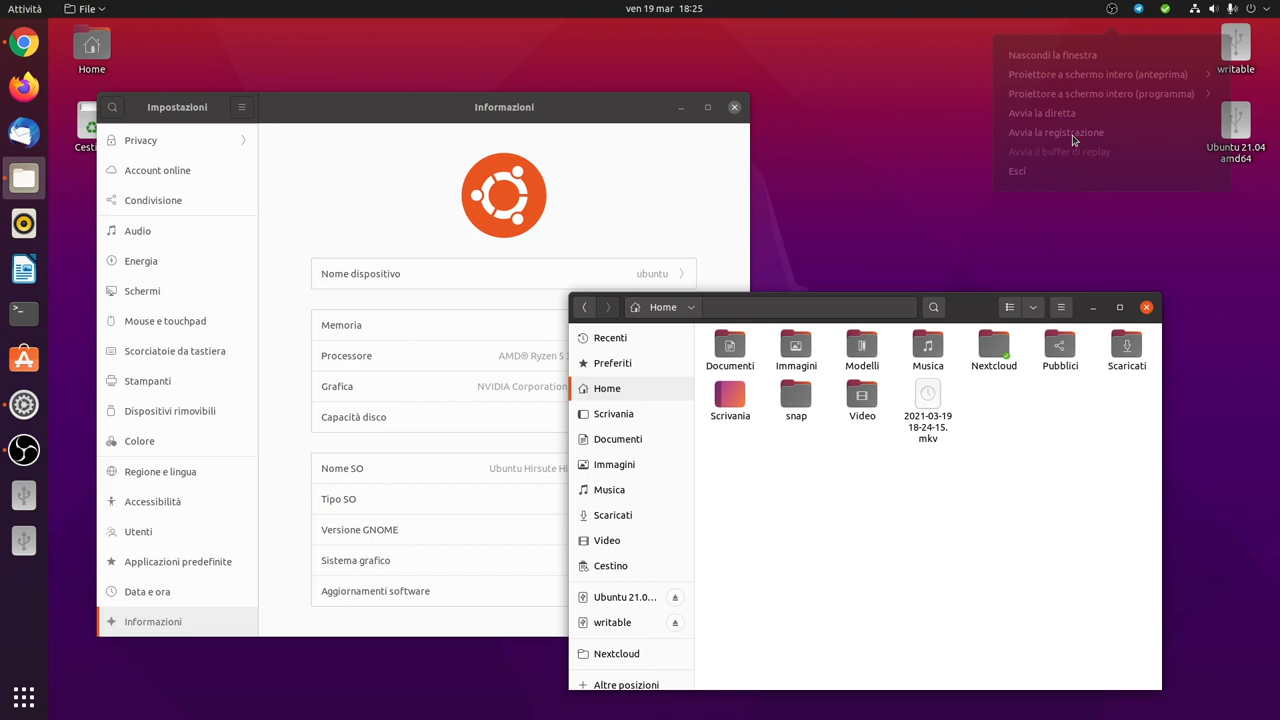 Attività
File
ven 19 mar 18:25
Home
Cesti
writable
Ubuntu 21.04
amd64
Nascondi la finestra
Proiettore a schermo intero (anteprima)
Proiettore a schermo intero (programma)
Avvia la diretta
Avvia la registrazione
Avvia il buffer di replay
Esci
Impostazioni
Informazioni
Privacy
Account online
Condivisione
Audio
Energia
Schermi
Mouse e touchpad
Scorciatoie da tastiera
Stampanti
Dispositivi rimovibili
Colore
Regione e lingua
Accessibilità
Utenti
Applicazioni predefinite
Data e ora
Informazioni
Nome dispositivo
ubuntu
Memoria
Processore
AMD® Ryzen 5
Grafica
NVIDIA Corporation
Capacità disco
Nome SO
Ubuntu Hirsute Hi
Tipo SO
Versione GNOME
Sistema grafico
Aggiornamenti software
Home
Recenti
Preferiti
Home
Scrivania
Documenti
Immagini
Musica
Scaricati
Video
Cestino
Ubuntu 21.0…
writable
Nextcloud
Altre posizioni
Documenti
Immagini
Modelli
Musica
Nextcloud
Pubblici
Scaricati
Scrivania
snap
Video
2021-03-19
18-24-15.
mkv